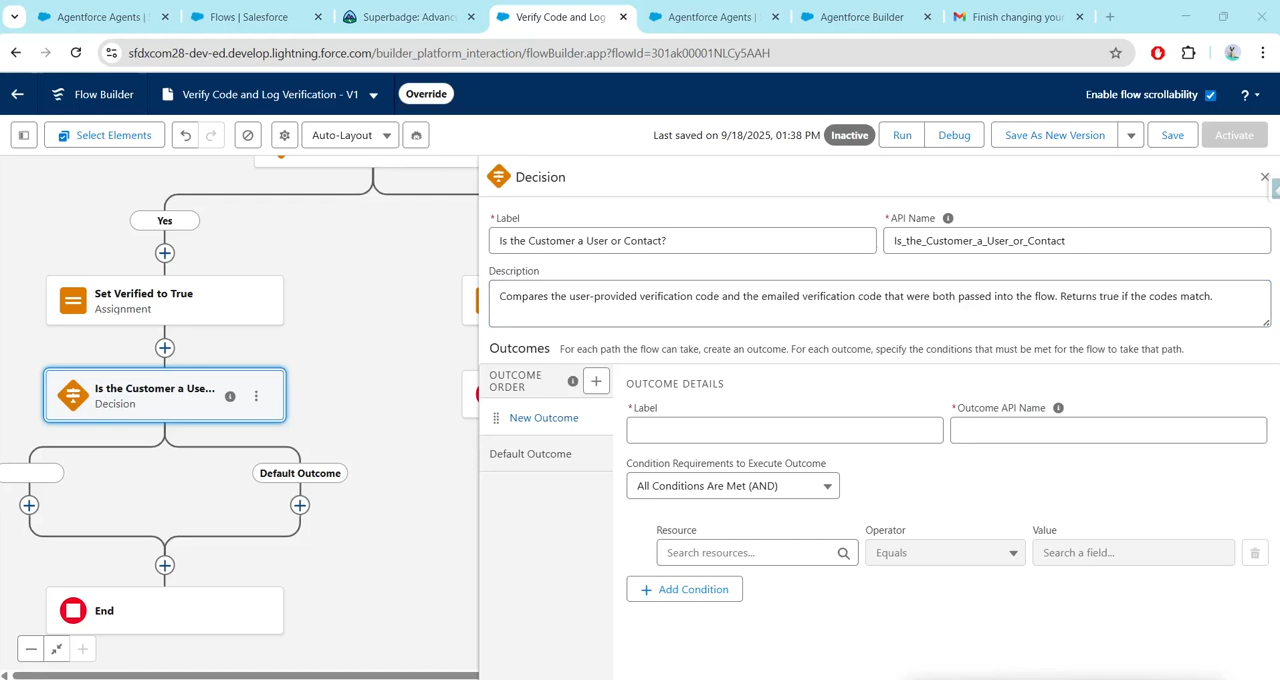 Agentforce Agents | S
Flows | Salesforce
Superbadge: Advanc
Verify Code and Log
Agentforce Agents | S
Agentforce Builder
Finish changing your
sfdxcom28-dev-ed.develop.lightning.force.com/builder_platform_interaction/flowBuilder.app?flowId=301ak00001NLCy5AAH
Flow Builder
Verify Code and Log Verification - V1
Override
Enable flow scrollability
?
Select Elements
Auto-Layout
Last saved on 9/18/2025, 01:38 PM
Inactive
Run
Debug
Save As New Version
Save
Activate
Decision
Yes
* Label
* API Name
Is the Customer a User or Contact?
Is_the_Customer_a_User_or_Contact
Description
Set Verified to True
Assignment
Compares the user-provided verification code and the emailed verification code that were both passed into the flow. Returns true if the codes match.
Outcomes
For each path the flow can take, create an outcome. For each outcome, specify the conditions that must be met for the flow to take that path.
OUTCOME
ORDER
OUTCOME DETAILS
Is the Customer a Use...
Decision
New Outcome
* Label
* Outcome API Name
Default Outcome
Condition Requirements to Execute Outcome
All Conditions Are Met (AND)
Default Outcome
Resource
Operator
Value
Search resources...
Equals
Search a field...
Add Condition
End